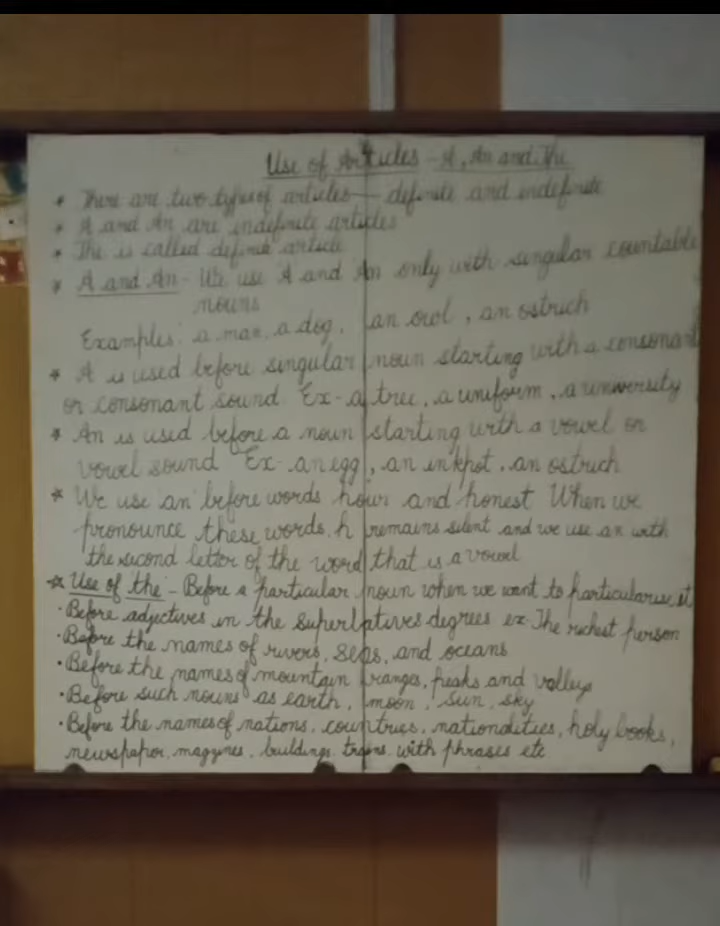 Use of Articles - A, An and The
* There are two types of articles - definite and indefinite
* A and An are indefinite articles
* The is called definite article
* A and An - We use A and An only with singular countable
nouns
Examples: a man, a dog, an owl, an ostrich
* A is used before singular noun starting with a consonant
or consonant sound Ex- a tree, a uniform, a university
* An is used before a noun starting with a vowel or
vowel sound Ex- an egg, an inkpot, an ostrich
* We use 'an' before words hour and honest When we
pronounce these words, h remains silent and we use an with
the second letter of the word that is a vowel
* Use of the - Before a particular noun when we want to particularise it
• Before adjectives in the superlatives degrees ex- The richest person
• Before the names of rivers, seas, and oceans
• Before the names of mountain ranges, peaks and valleys
• Before such nouns as earth, moon, sun, sky
• Before the names of nations, countries, nationalities, holy books,
newspaper, magzines, buildings, trains, with phrases etc